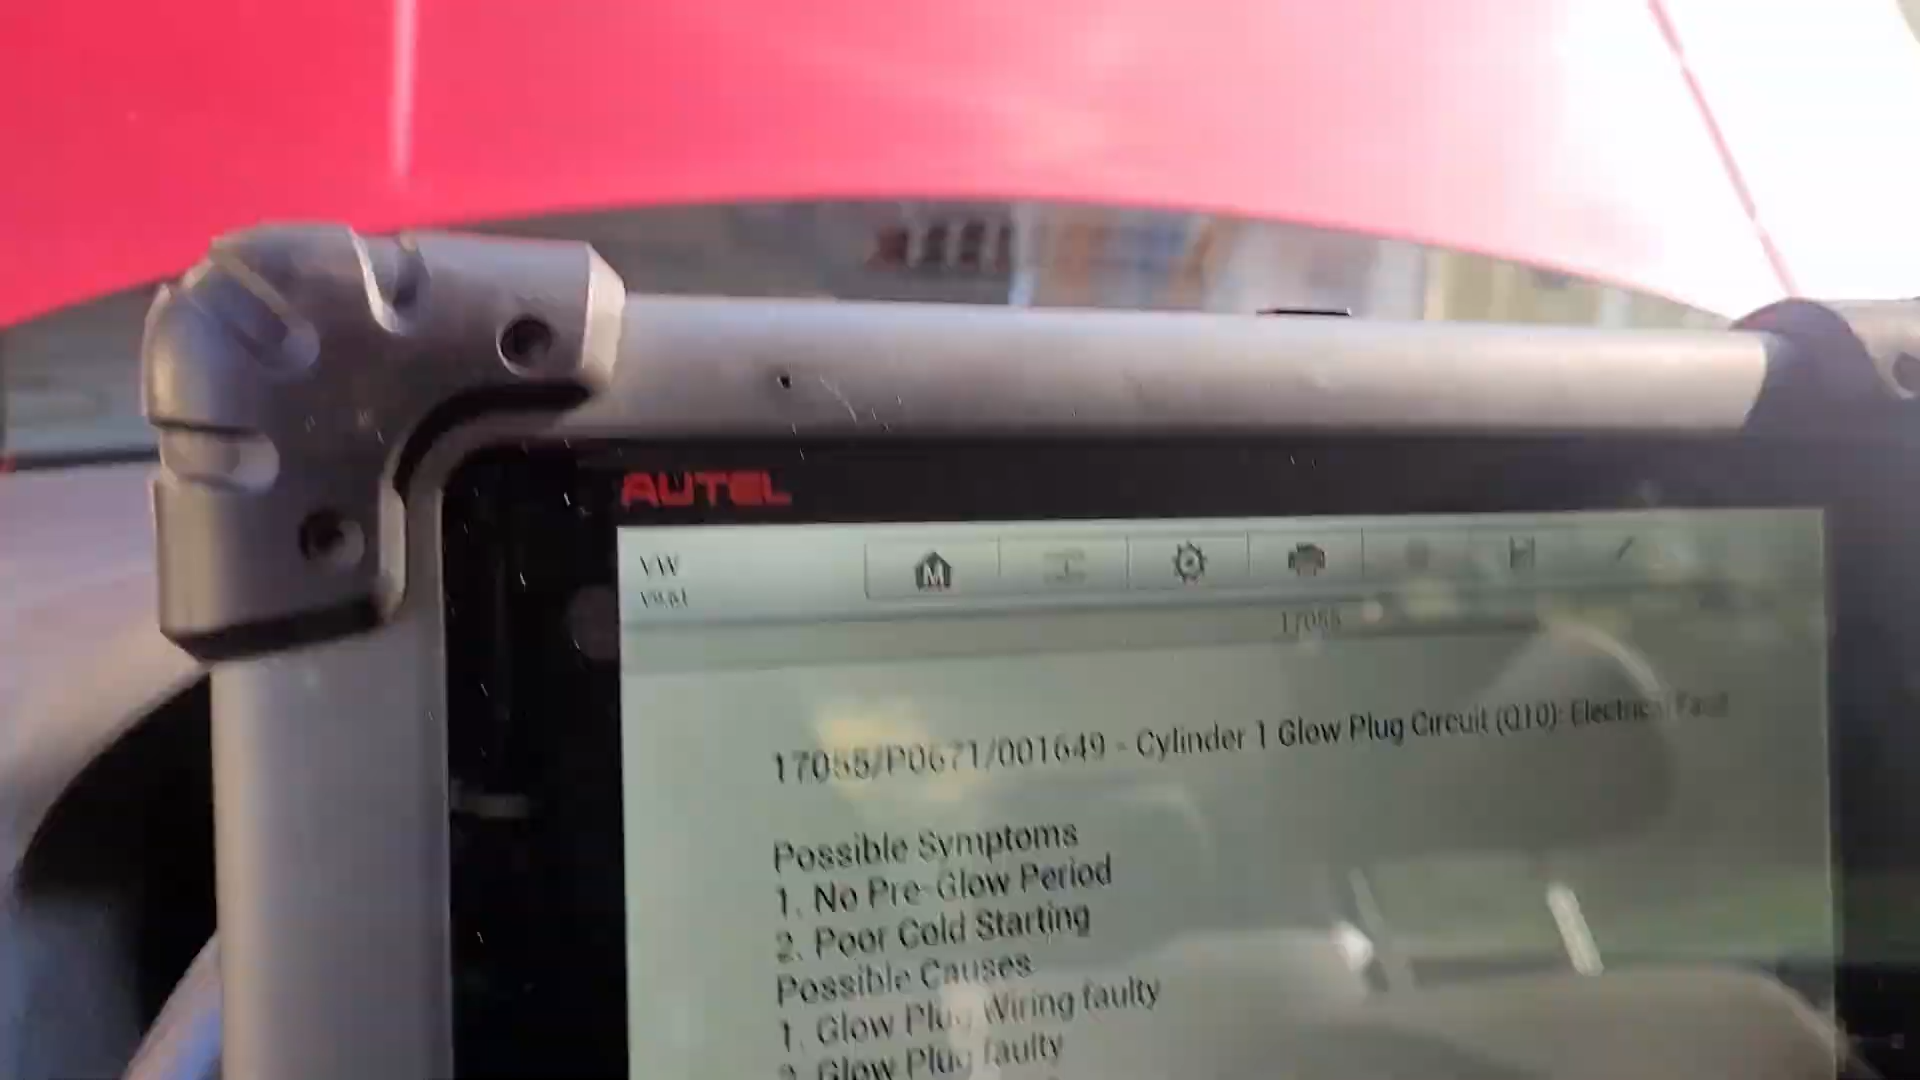 AUTEL
VW
17055
17055/P0671/001649 - Cylinder 1 Glow Plug Circuit (Q10): Electrical Fault
Possible Symptoms
1. No Pre-Glow Period
2. Poor Cold Starting
Possible Causes
1. Glow Plug Wiring faulty
2. Glow Plug faulty